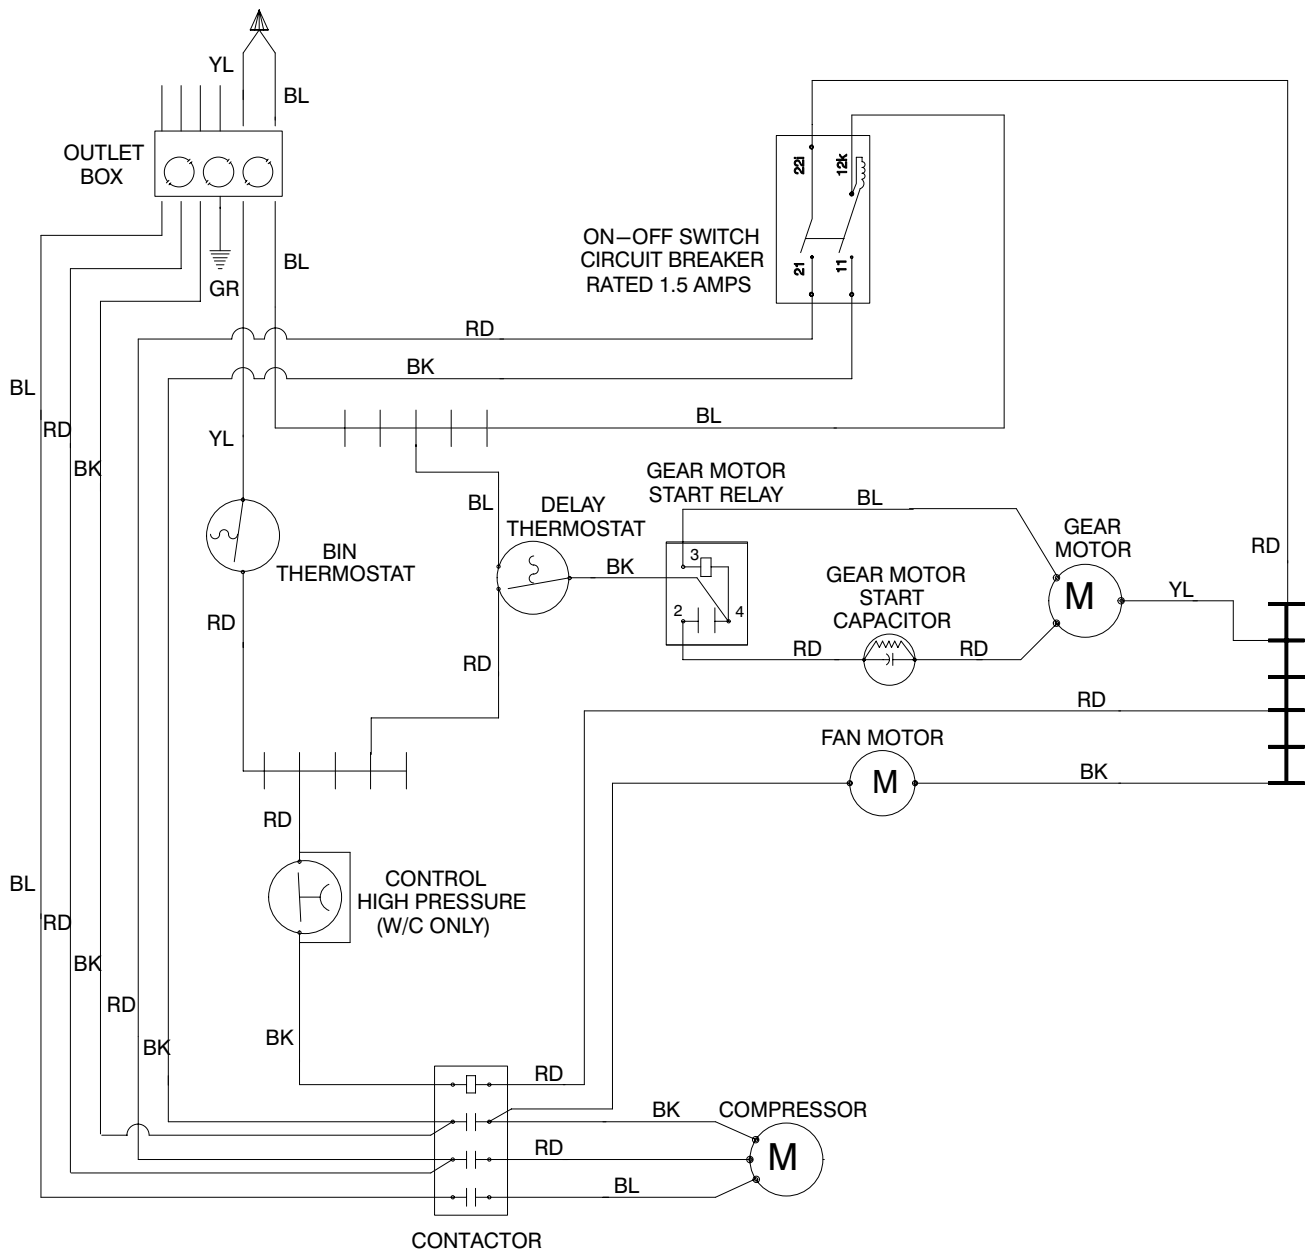 YL
BL
OUTLET
BOX
22i
12k
ON–OFF SWITCH
CIRCUIT BREAKER
RATED 1.5 AMPS
21
11
BL
GR
RD
BK
BL
RD
BK
YL
BL
GEAR MOTOR
START RELAY
BL
BL
DELAY
THERMOSTAT
GEAR
MOTOR
RD
BIN
THERMOSTAT
BK
3
2
4
GEAR MOTOR
START
CAPACITOR
M
YL
RD
RD
RD
RD
RD
FAN MOTOR
M
BK
RD
BL
RD
BK
CONTROL
HIGH PRESSURE
(W/C ONLY)
RD
BK
BK
RD
BK
COMPRESSOR
RD
M
BL
CONTACTOR